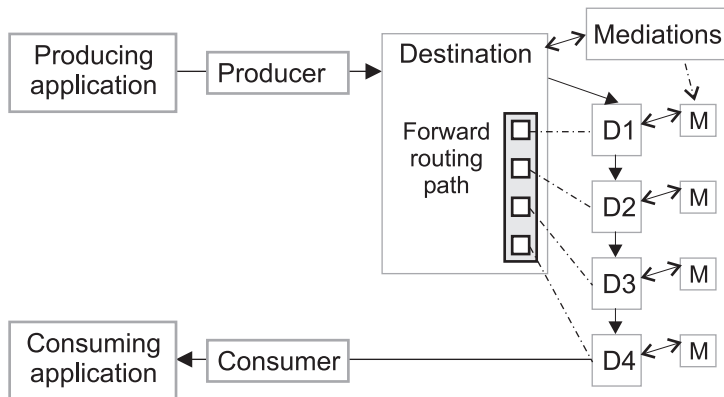 Producing
application
Producer
Destination
Mediations
Forward
routing
path
D1
M
D2
M
D3
M
D4
M
Consuming
application
Consumer